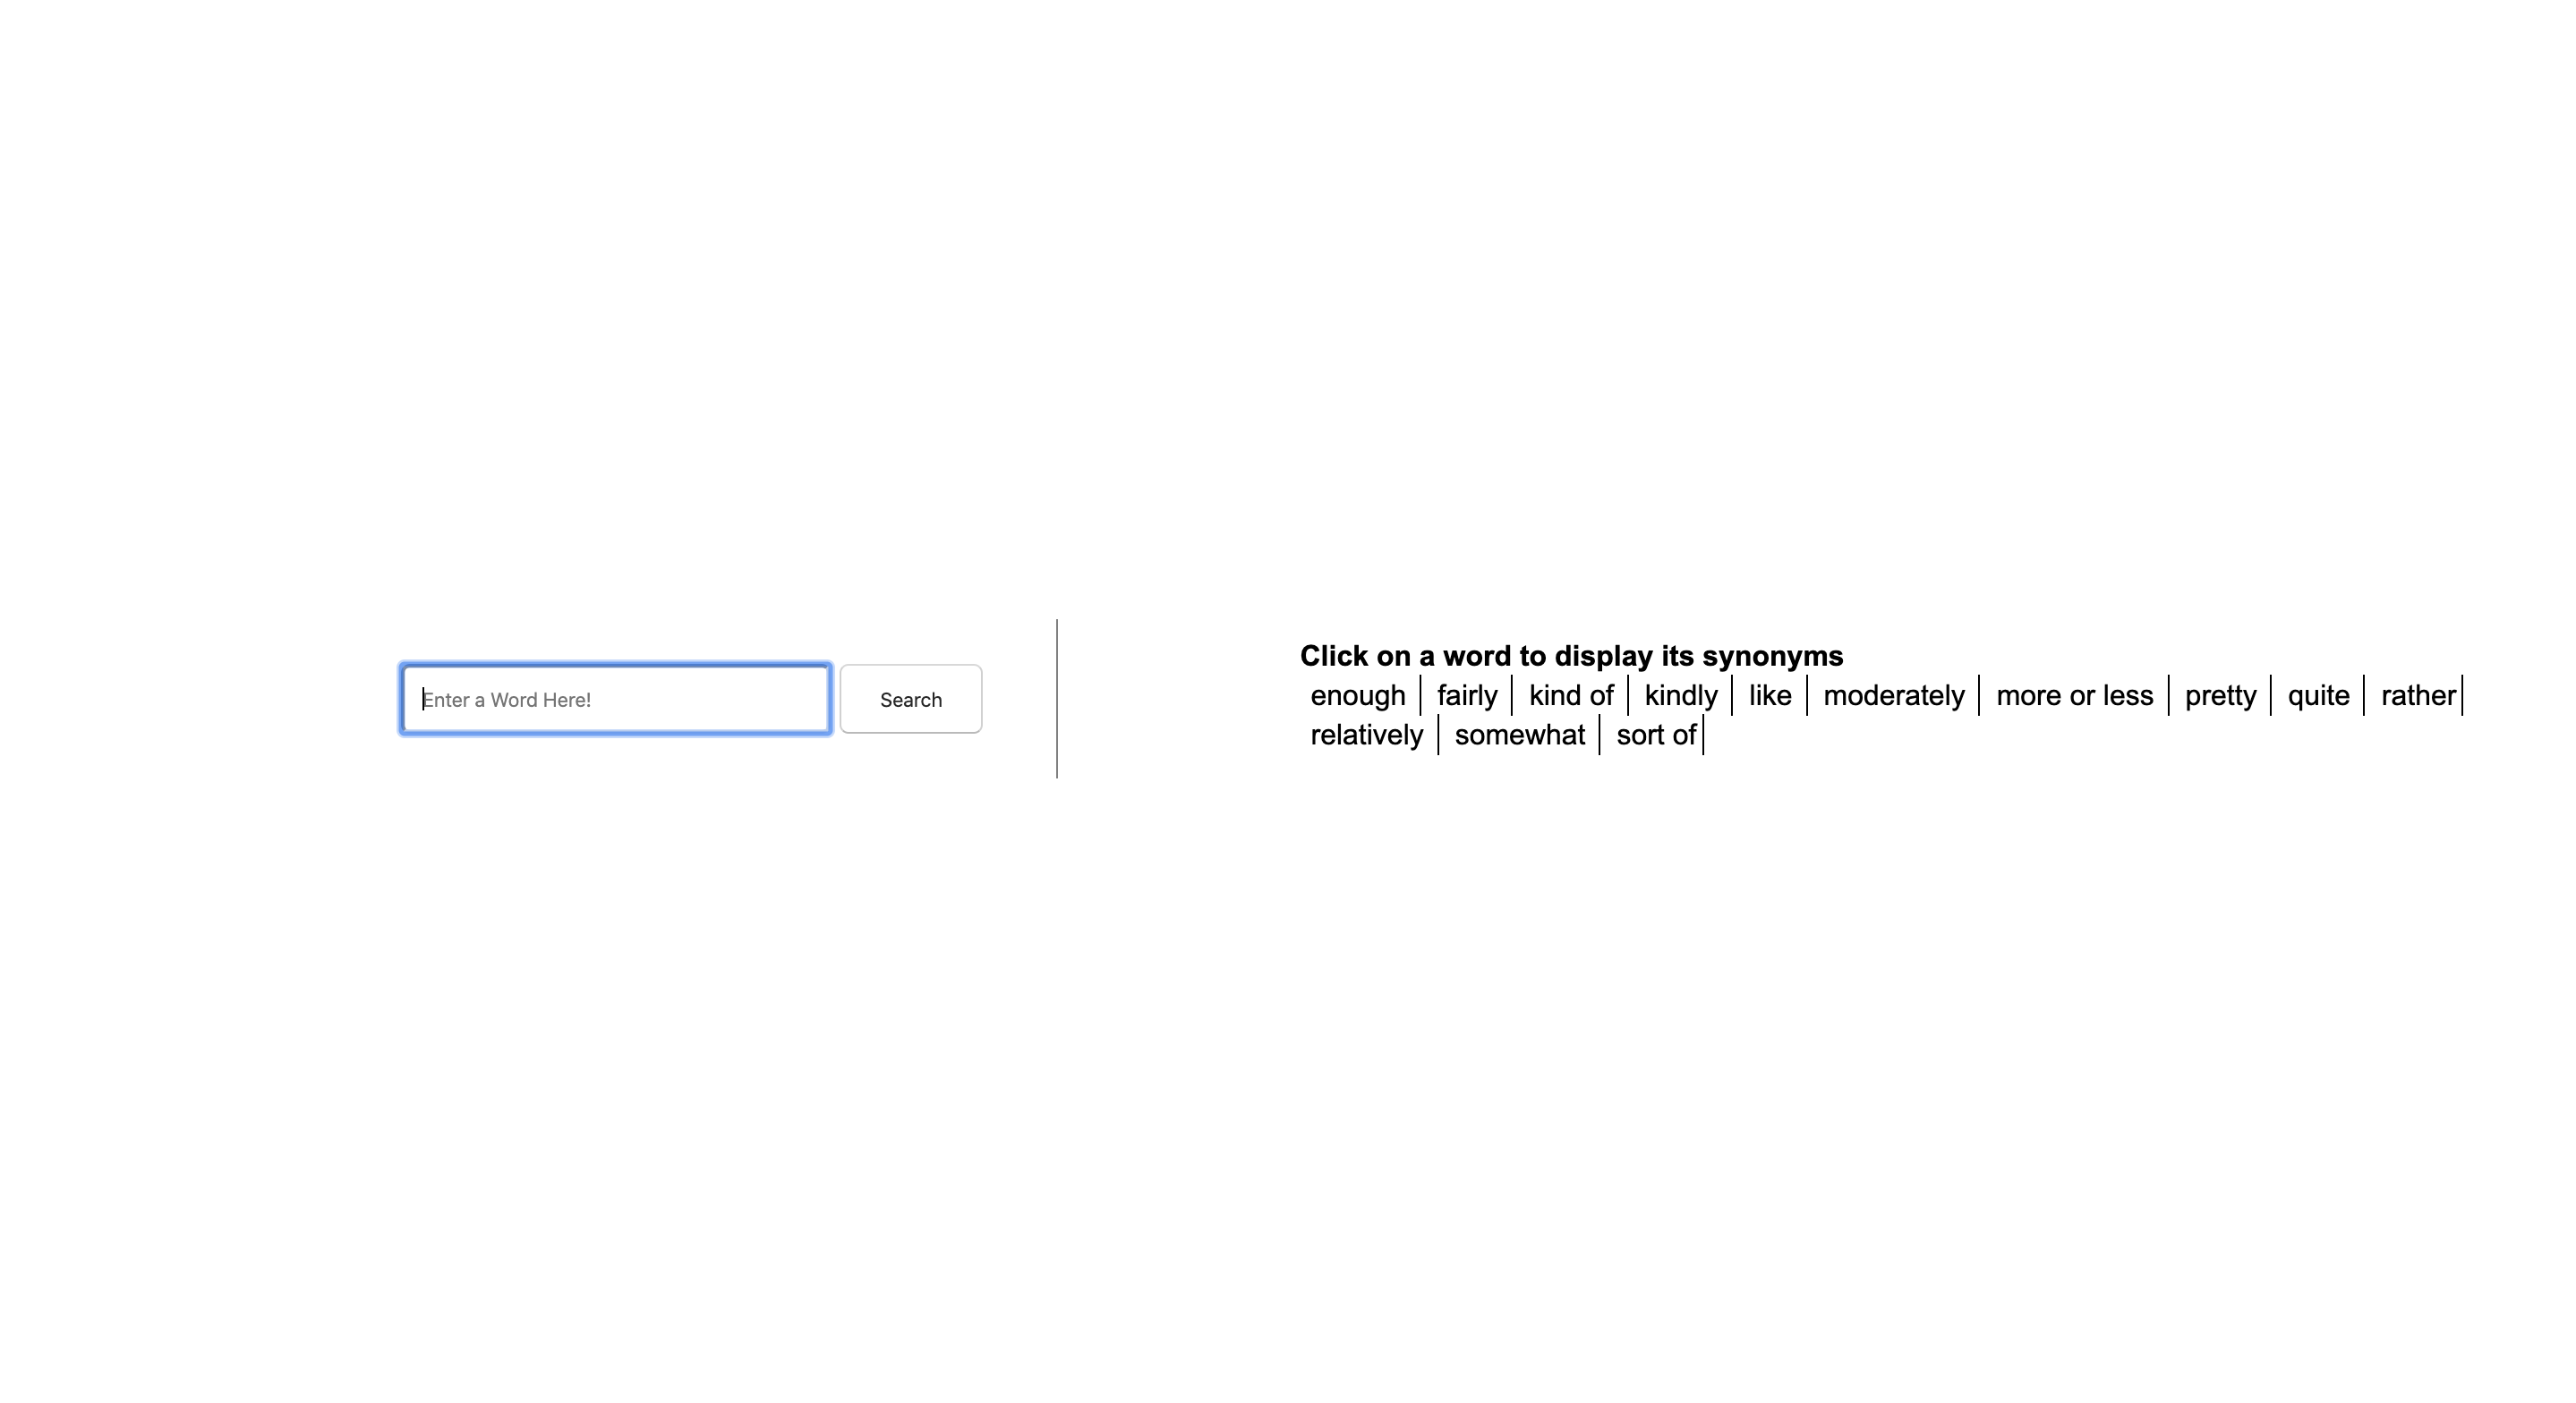 Enter a Word Here!
Search
Click on a word to display its synonyms
enough | fairly | kind of | kindly | like | moderately | more or less | pretty | quite | rather|
relatively | somewhat | sort of|